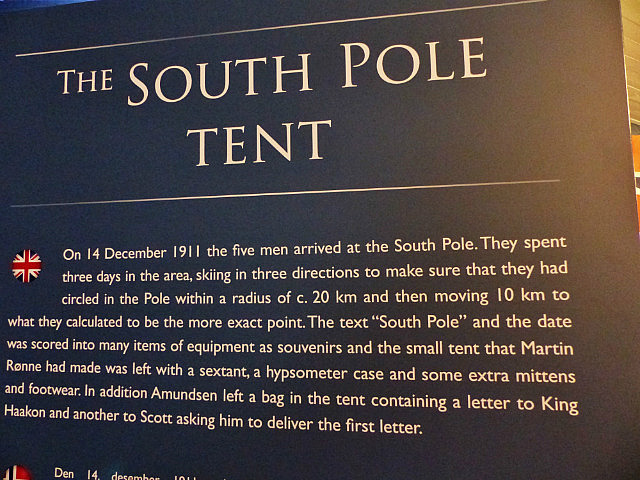 THE SOUTH POLE
TENT
On 14 December 1911 the five men arrived at the South Pole. They spent
three days in the area, skiing in three directions to make sure that they had
circled in the Pole within a radius of c. 20 km and then moving 10 km to
what they calculated to be the more exact point. The text “South Pole” and the date
was scored into many items of equipment as souvenirs and the small tent that Martin
Rønne had made was left with a sextant, a hypsometer case and some extra mittens
and footwear. In addition Amundsen left a bag in the tent containing a letter to King
Haakon and another to Scott asking him to deliver the first letter.
Den 14. desember 1911